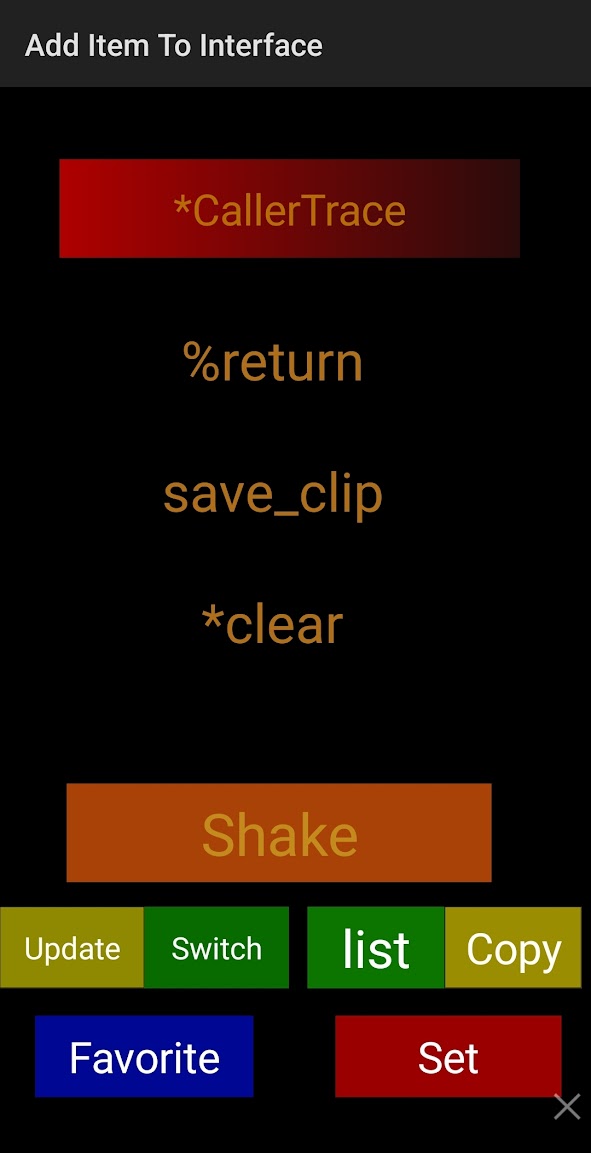 Add Item To Interface
*CallerTrace
%return
save_clip
*clear
Shake
Update Switch list Copy
Favorite Set